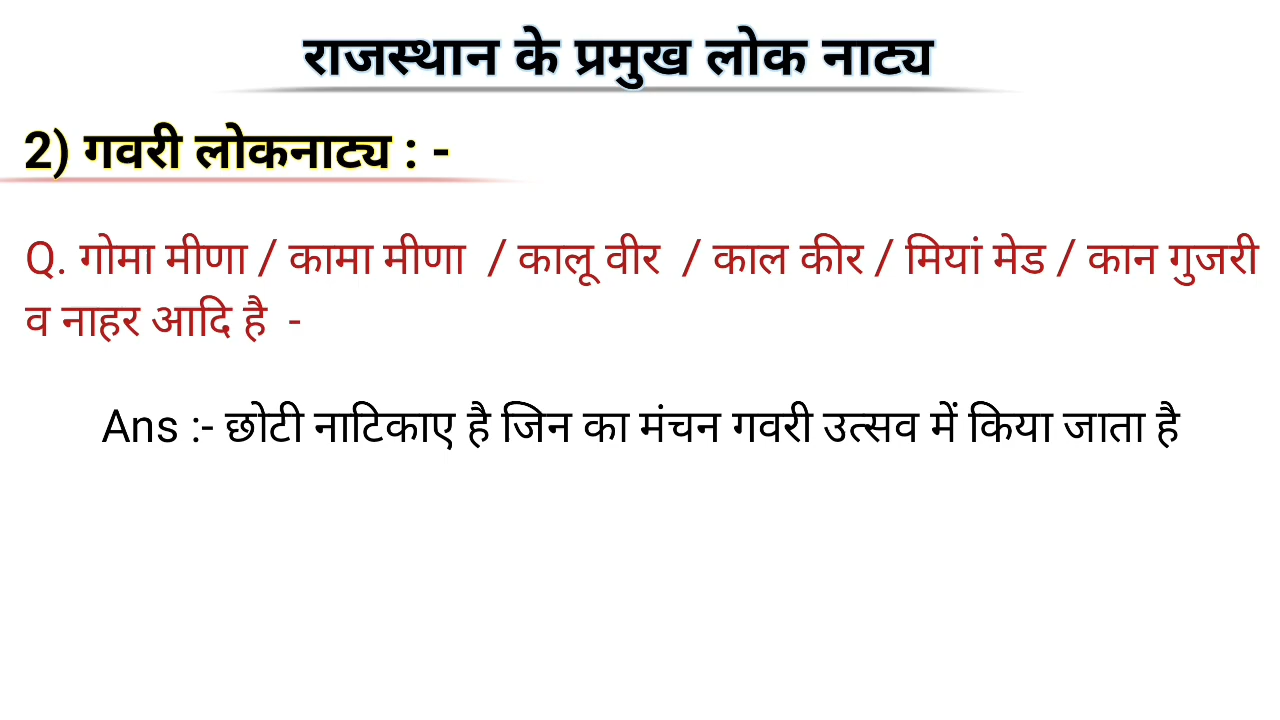 राजस्थान के प्रमुख लोक नाट्य
2) गवरी लोकनाट्य : -
Q. गोमा मीणा / कामा मीणा / कालू वीर / काल कीर / मियां मेड / कान गुजरी
व नाहर आदि है -
Ans :- छोटी नाटिकाए है जिन का मंचन गवरी उत्सव में किया जाता है